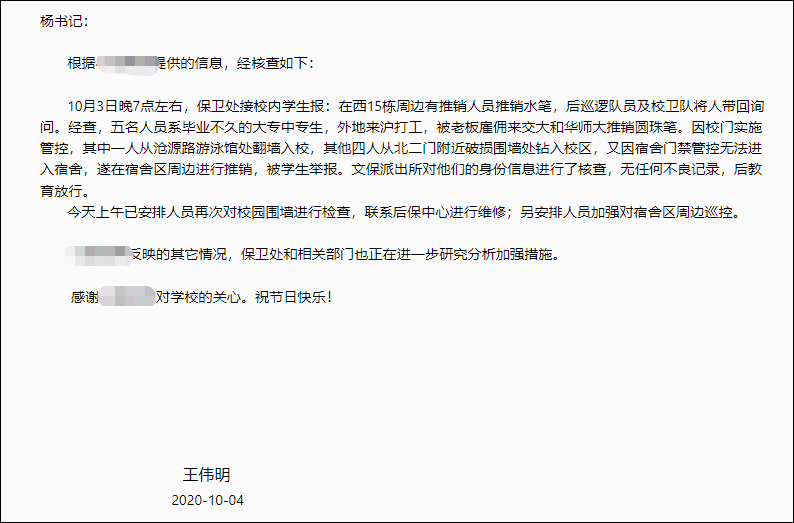 杨书记：
根据提供的信息，经核查如下：
10月3日晚7点左右，保卫处接校内学生报：在西15栋周边有推销人员推销水笔，后巡逻队员及校卫队将人带回询
问。经查，五名人员系毕业不久的大专中专生，外地来沪打工，被老板雇佣来交大和华师大推销圆珠笔。因校门实施
管控，其中一人从沧源路游泳馆处翻墙入校，其他四人从北二门附近破损围墙处钻入校区，又因宿舍门禁管控无法进
入宿舍，遂在宿舍区周边进行推销，被学生举报。文保派出所对他们的身份信息进行了核查，无任何不良记录，后教
育放行。
今天上午已安排人员再次对校园围墙进行检查，联系后保中心进行维修；另安排人员加强对宿舍区周边巡控。
反映的其它情况，保卫处和相关部门也正在进一步研究分析加强措施。
感谢对学校的关心。祝节日快乐！
王伟明
2020-10-04